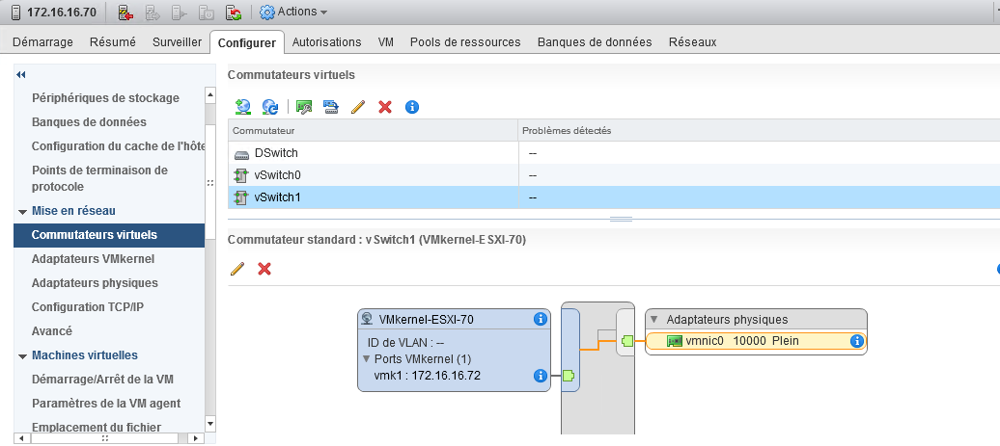 172.16.16.70 Actions
Démarrage Résumé Surveiller Configurer Autorisations VM Pools de ressources Banques de données Réseaux
Périphériques de stockage
Banques de données
Configuration du cache de l'hôte
Points de terminaison de
protocole
Mise en réseau
Commutateurs virtuels
Adaptateurs VMkernel
Adaptateurs physiques
Configuration TCP/IP
Avancé
Machines virtuelles
Démarrage/Arrêt de la VM
Paramètres de la VM agent
Emplacement du fichier
Commutateurs virtuels
Commutateur Problèmes détectés
DSwitch --
vSwitch0 --
vSwitch1 --
Commutateur standard : vSwitch1 (VMkernel-ESXI-70)
VMkernel-ESXI-70
ID de VLAN : --
Ports VMkernel (1)
vmk1 : 172.16.16.72
Adaptateurs physiques
vmnic0 10000 Plein